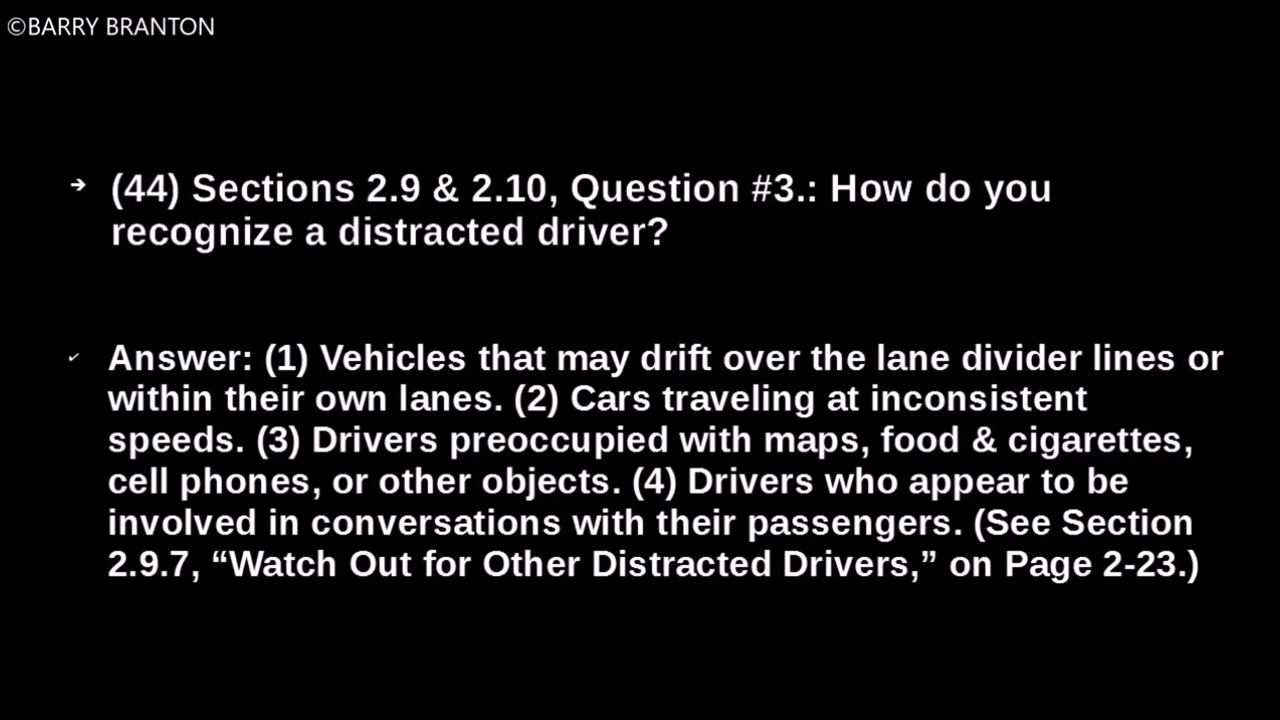 ©BARRY BRANTON
➔ (44) Sections 2.9 & 2.10, Question #3.: How do you
recognize a distracted driver?
✓ Answer: (1) Vehicles that may drift over the lane divider lines or
within their own lanes. (2) Cars traveling at inconsistent
speeds. (3) Drivers preoccupied with maps, food & cigarettes,
cell phones, or other objects. (4) Drivers who appear to be
involved in conversations with their passengers. (See Section
2.9.7, “Watch Out for Other Distracted Drivers,” on Page 2-23.)